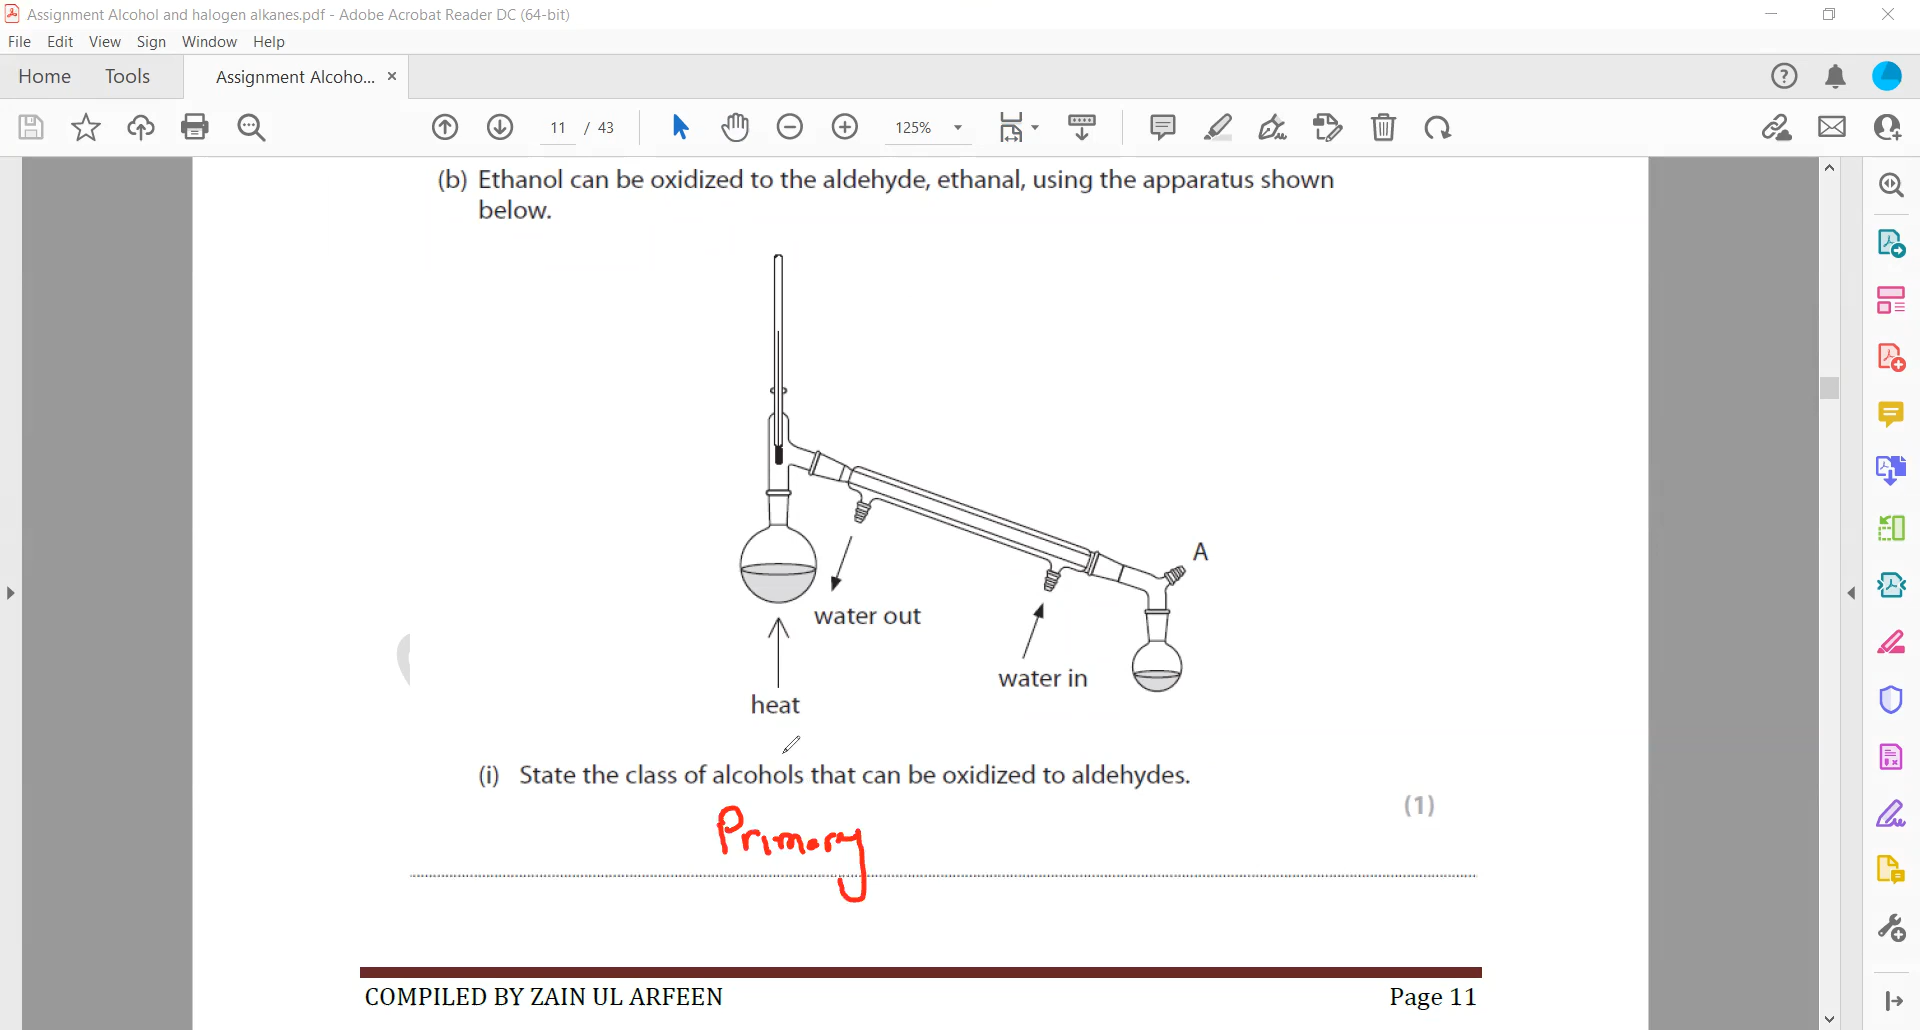 Assignment Alcohol and halogen alkanes.pdf - Adobe Acrobat Reader DC (64-bit)
File Edit View Sign Window Help
Home Tools Assignment Alcoho... ×
11 / 43 125%
(b) Ethanol can be oxidized to the aldehyde, ethanal, using the apparatus shown
below.
A
water out
water in
heat
(i) State the class of alcohols that can be oxidized to aldehydes.
(1)
Primary
COMPILED BY ZAIN UL ARFEEN Page 11